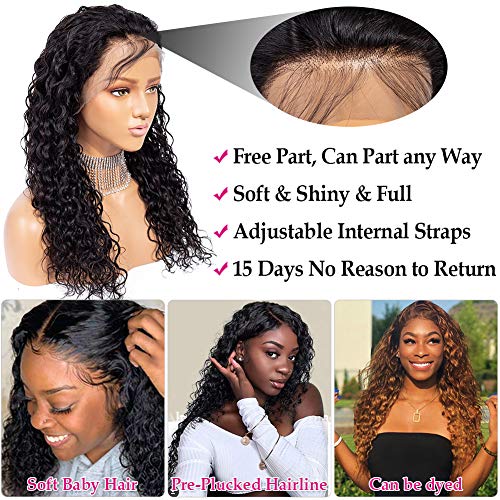 Free Part, Can Part any Way
Soft & Shiny & Full
Adjustable Internal Straps
15 Days No Reason to Return
Soft Baby Hair
Pre-Plucked Hairline
Can be dyed